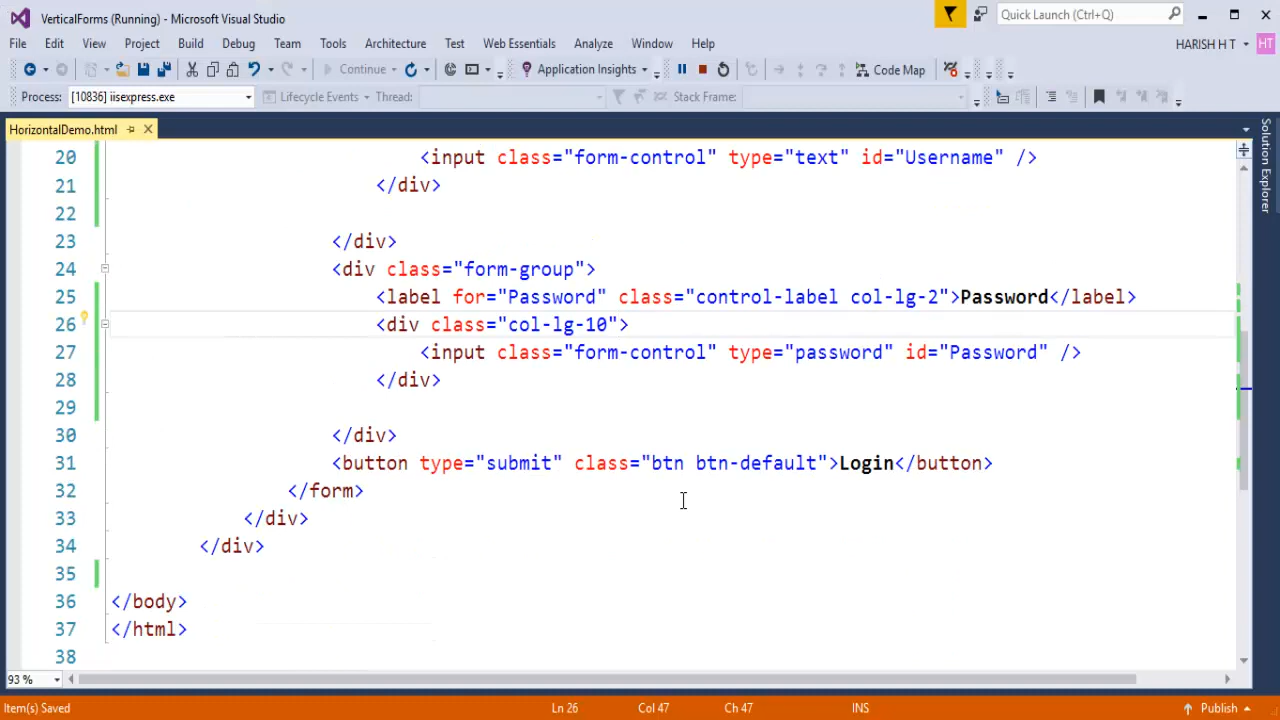 VerticalForms (Running) - Microsoft Visual Studio
Quick Launch (Ctrl+Q)
File Edit View Project Build Debug Team Tools Architecture Test Web Essentials Analyze Window Help
HARISH H T HT
Continue Application Insights Code Map
Process: [10836] iisexpress.exe Lifecycle Events Thread: Stack Frame:
HorizontalDemo.html
Solution Explorer
20 <input class="form-control" type="text" id="Username" />
21 </div>
22
23 </div>
24 <div class="form-group">
25 <label for="Password" class="control-label col-lg-2">Password</label>
26 <div class="col-lg-10">
27 <input class="form-control" type="password" id="Password" />
28 </div>
29
30 </div>
31 <button type="submit" class="btn btn-default">Login</button>
32 </form>
33 </div>
34 </div>
35
36 </body>
37 </html>
38
93 %
Item(s) Saved Ln 26 Col 47 Ch 47 INS Publish